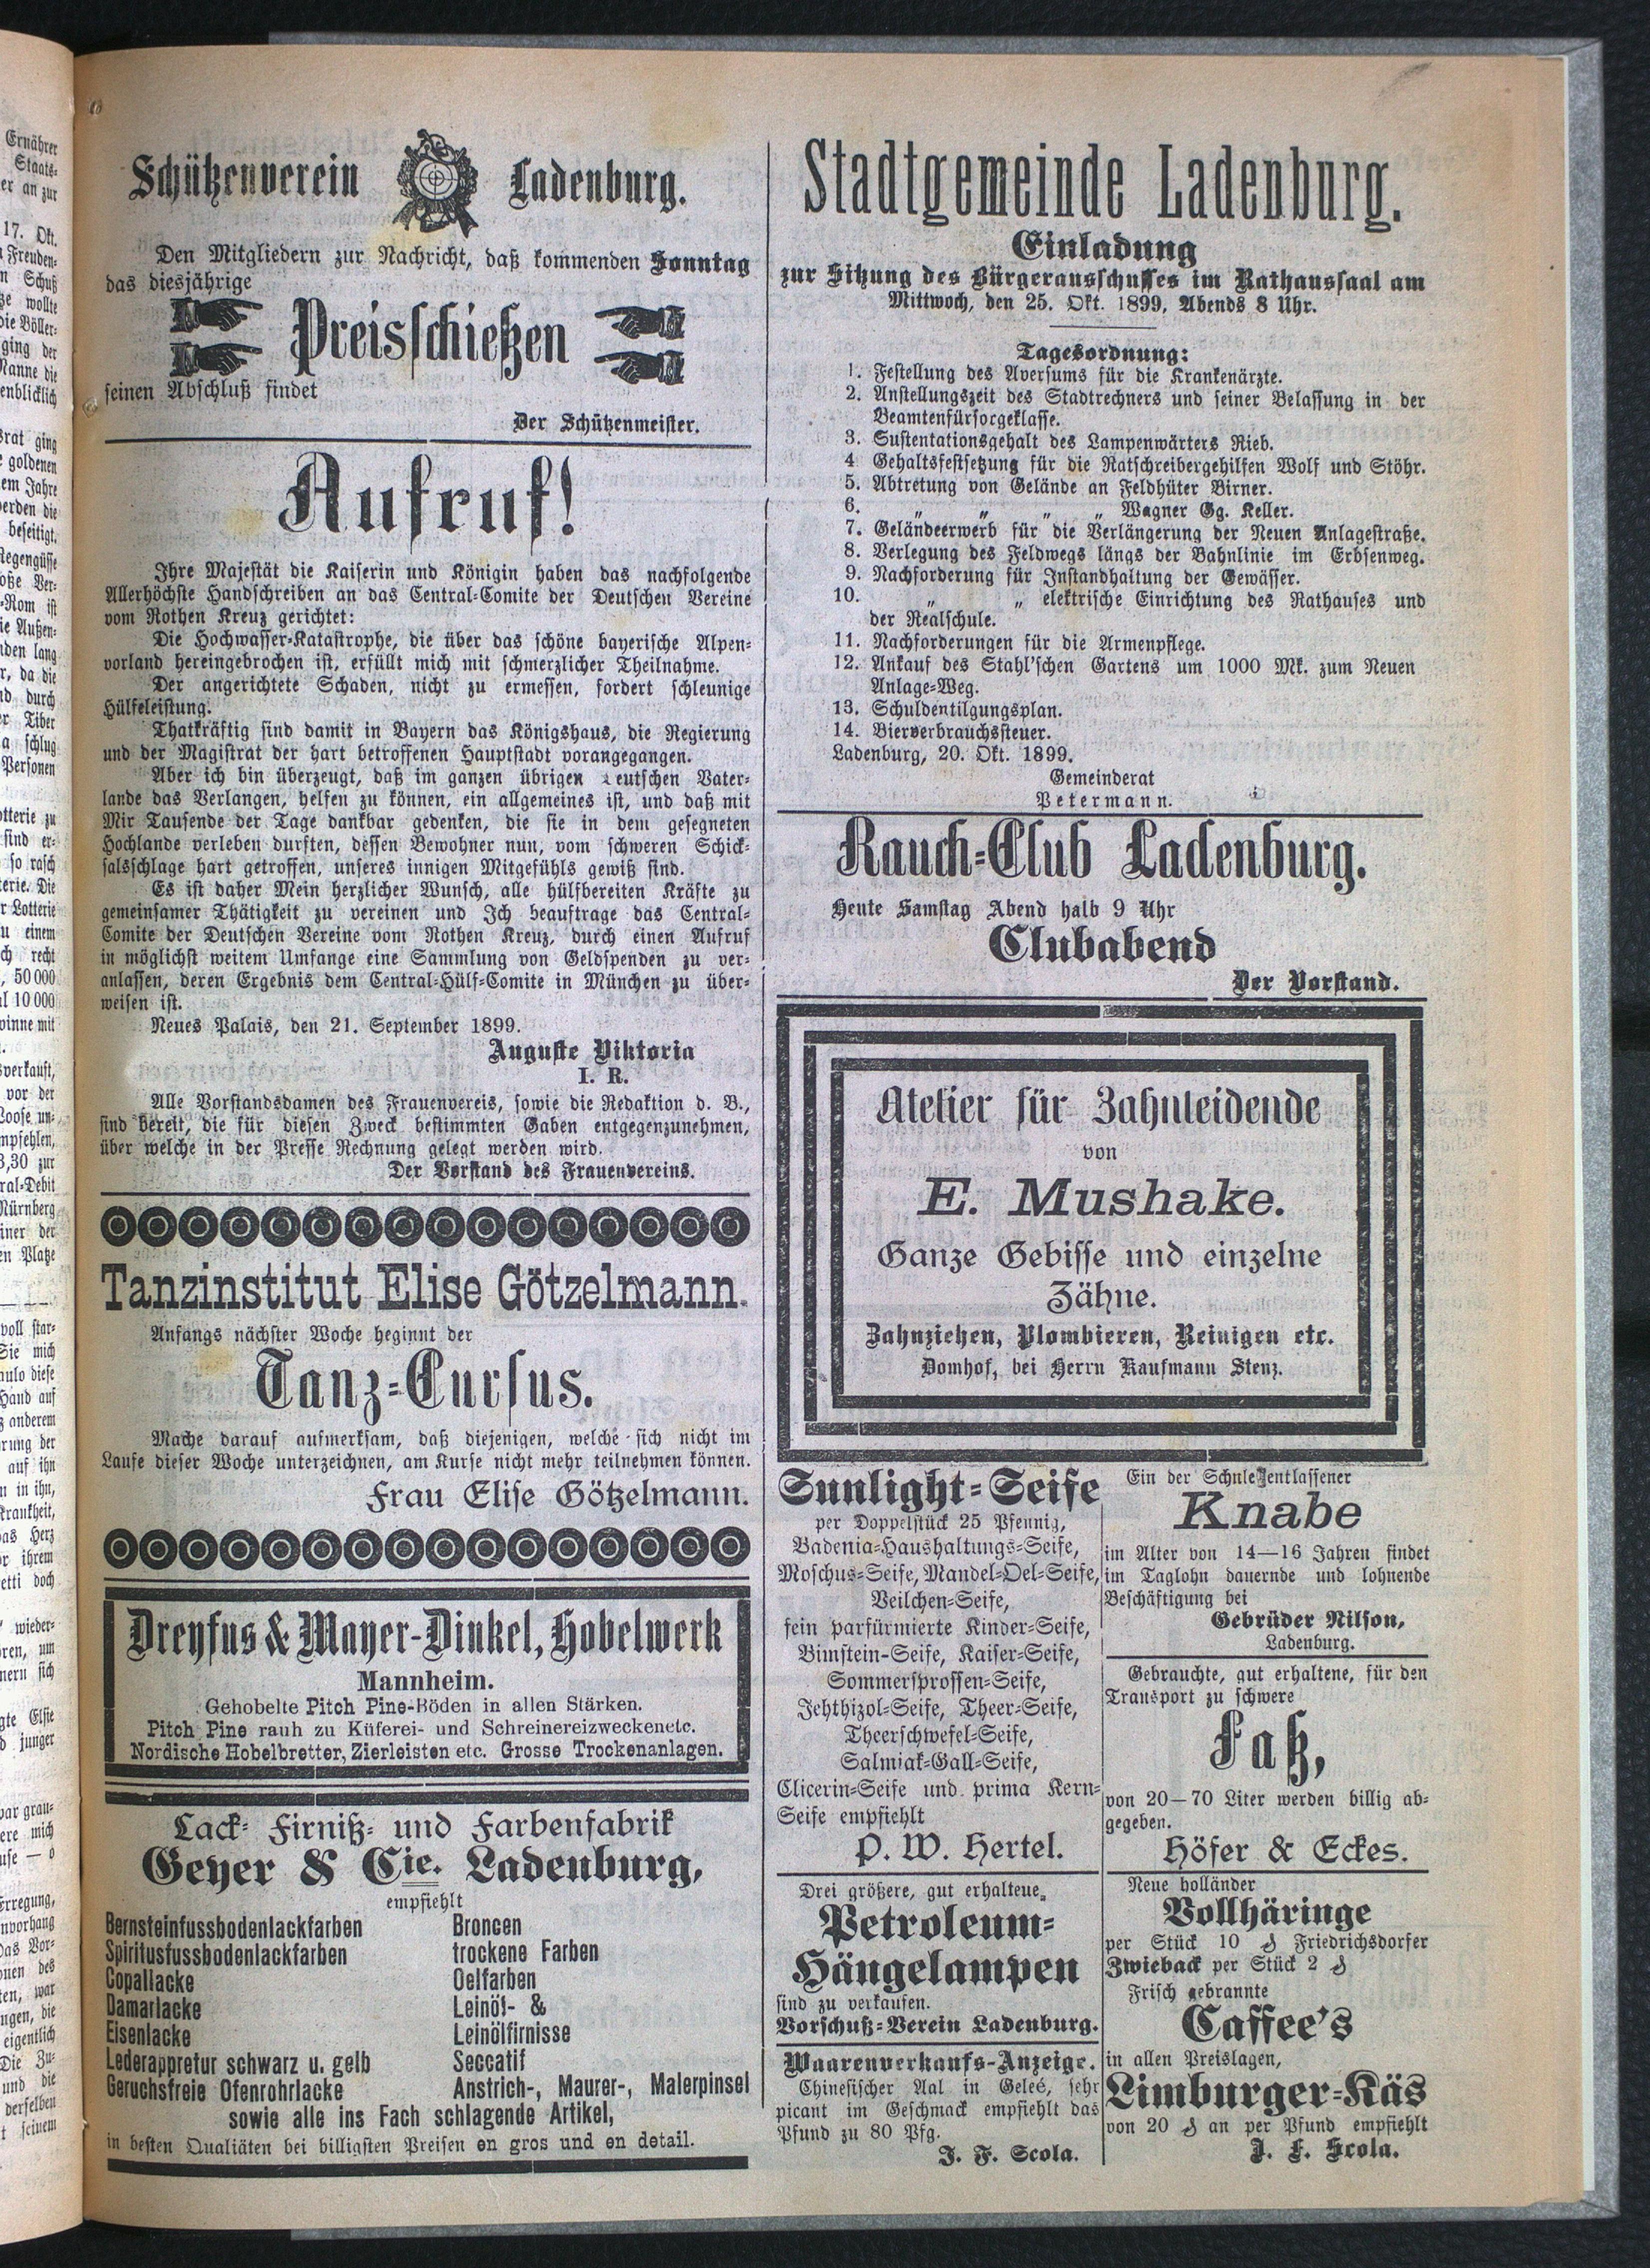 Schützenverein Ladenburg.
Den Mitgliedern zur Nachricht, daß kommenden Sonntag
das diesjährige
Preisschießen
seinen Abschluß findet
Der Schützenmeister.
Aufruf!
Ihre Majestät die Kaiserin und Königin haben das nachfolgende
Allerhöchste Handschreiben an das Central-Comite der Deutschen Vereine
vom Rothen Kreuz gerichtet:
Die Hochwasser-Katastrophe, die über das schöne bayerische Alpen-
vorland hereingebrochen ist, erfüllt mich mit schmerzlicher Theilnahme.
Der angerichtete Schaden, nicht zu ermessen, fordert schleunige
Hülfeleistung.
Thatkräftig sind damit in Bayern das Königshaus, die Regierung
und der Magistrat der hart betroffenen Hauptstadt vorangegangen.
Aber ich bin überzeugt, daß im ganzen übrigen eutschen Vater-
lande das Verlangen, helfen zu können, ein allgemeines ist, und daß mit
Mir Tausende der Tage dankbar gedenken, die sie in dem gesegneten
Hochlande verleben durften, dessen Bewohner nun, vom schweren Schick-
salsschlage hart getroffen, unseres innigen Mitgefühls gewiß sind.
Es ist daher Mein herzlicher Wunsch, alle hülfbereiten Kräfte zu
gemeinsamer Thätigkeit zu vereinen und Ich beauftrage das Central-
Comite der Deutschen Vereine vom Rothen Kreuz, durch einen Aufruf
in möglichst weitem Umfange eine Sammlung von Geldspenden zu ver-
anlassen, deren Ergebnis dem Central-Hülf-Comite in München zu über-
weisen ist.
Neues Palais, den 21. September 1899.
Auguste Viktoria
I. R.
Alle Vorstandsdamen des Frauenvereis, sowie die Redaktion d. B.,
sind bereit, die für diesen Zweck bestimmten Gaben entgegenzunehmen,
über welche in der Presse Rechnung gelegt werden wird.
Der Vorstand des Frauenvereins.
Tanzinstitut Elise Götzelmann.
Anfangs nächster Woche beginnt der
Tanz-Cursus.
Mache darauf aufmerksam, daß diejenigen, welche sich nicht im
Laufe dieser Woche unterzeichnen, am Kurse nicht mehr teilnehmen können.
Frau Elise Götzelmann.
Dreyfus & Mayer-Dinkel, Hobelwerk
Mannheim.
Gehobelte Pitch Pine-Böden in allen Stärken.
Pitch Pine rauh zu Küferei- und Schreinereizweckenetc.
Nordische Hobelbretter, Zierleisten etc. Grosse Trockenanlagen.
Lack- Firniß- und Farbenfabrik
Geyer & Cie. Ladenburg,
empfiehlt
Bernsteinfussbodenlackfarben Broncen
Spiritusfussbodenlackfarben trockene Farben
Copallacke Oelfarben
Damarlacke Leinöl- &
Eisenlacke Leinölfirnisse
Lederappretur schwarz u. gelb Seccatif
Geruchsfreie Ofenrohrlacke Anstrich-, Maurer-, Malerpinsel
sowie alle ins Fach schlagende Artikel,
in besten Qualiäten bei billigsten Preisen en gros und en detail.
Stadtgemeinde Ladenburg.
Einladung
zur Sitzung des Bürgerausschusses im Rathaussaal am
Mittwoch, den 25. Okt. 1899, Abends 8 Uhr.
Tagesordnung:
1. Festellung des Aversums für die Krankenärzte.
2. Anstellungszeit des Stadtrechners und seiner Belassung in der
Beamtenfürsorgeklasse.
3. Sustentationsgehalt des Lampenwärters Rieb.
4 Gehaltsfestsetzung für die Ratschreibergehilfen Wolf und Stöhr.
5. Abtretung von Gelände an Feldhüter Birner.
6. „ „ „ „ Wagner Gg. Keller.
7. Geländeerwerb für die Verlängerung der Neuen Anlagestraße.
8. Verlegung des Feldwegs längs der Bahnlinie im Erbsenweg.
9. Nachforderung für Instandhaltung der Gewässer.
10. „ „ elektrische Einrichtung des Rathauses und
der Realschule.
11. Nachforderungen für die Armenpflege.
12. Ankauf des Stahl'schen Gartens um 1000 Mk. zum Neuen
Anlage-Weg.
13. Schuldentilgungsplan.
14. Bierverbrauchssteuer.
Ladenburg, 20. Okt. 1899.
Gemeinderat
Petermann.
Rauch-Club Ladenburg.
Heute Samstag Abend halb 9 Uhr
Clubabend
Der Vorstand.
Atelier für Zahnleidende
von
E. Mushake.
Ganze Gebisse und einzelne
Zähne.
Zahnziehen, Plombieren, Reinigen etc.
Domhof, bei Herrn Kaufmann Stenz.
Sunlight-Seife
per Doppelstück 25 Pfennig,
Badenia-Haushaltungs-Seife,
Moschus-Seife, Mandel-Oel-Seife,
Veilchen-Seife,
fein parfürmierte Kinder-Seife,
Bimstein-Seife, Kaiser-Seife,
Sommersprossen-Seife,
Ichthizol-Seife, Theer-Seife,
Theerschwefel-Seife,
Salmiak-Gall-Seife,
Clicerin-Seife und prima Kern-
Seife empfiehlt
P. W. Hertel.
Drei größere, gut erhaltene
Petroleum-
Hängelampen
sind zu verkaufen.
Vorschuß-Verein Ladenburg.
Waarenverkaufs-Anzeige.
Chinesischer Aal in Geleé, sehr
picant im Geschmack empfiehlt das
Pfund zu 80 Pfg.
J. F. Scola.
Ein der Schule entlassener
Knabe
im Alter von 14—16 Jahren findet
im Taglohn dauernde und lohnende
Beschäftigung bei
Gebrüder Nilson,
Ladenburg.
Gebrauchte, gut erhaltene, für den
Transport zu schwere
Faß,
von 20—70 Liter werden billig ab-
gegeben.
Höfer & Eckes.
Neue holländer
Vollhäringe
per Stück 10 ₰ Friedrichsdorfer
Zwieback per Stück 2 ₰
Frisch gebrannte
Caffee's
in allen Preislagen,
Limburger-Käs
von 20 ₰ an per Pfund empfiehlt
J. F. Scola.